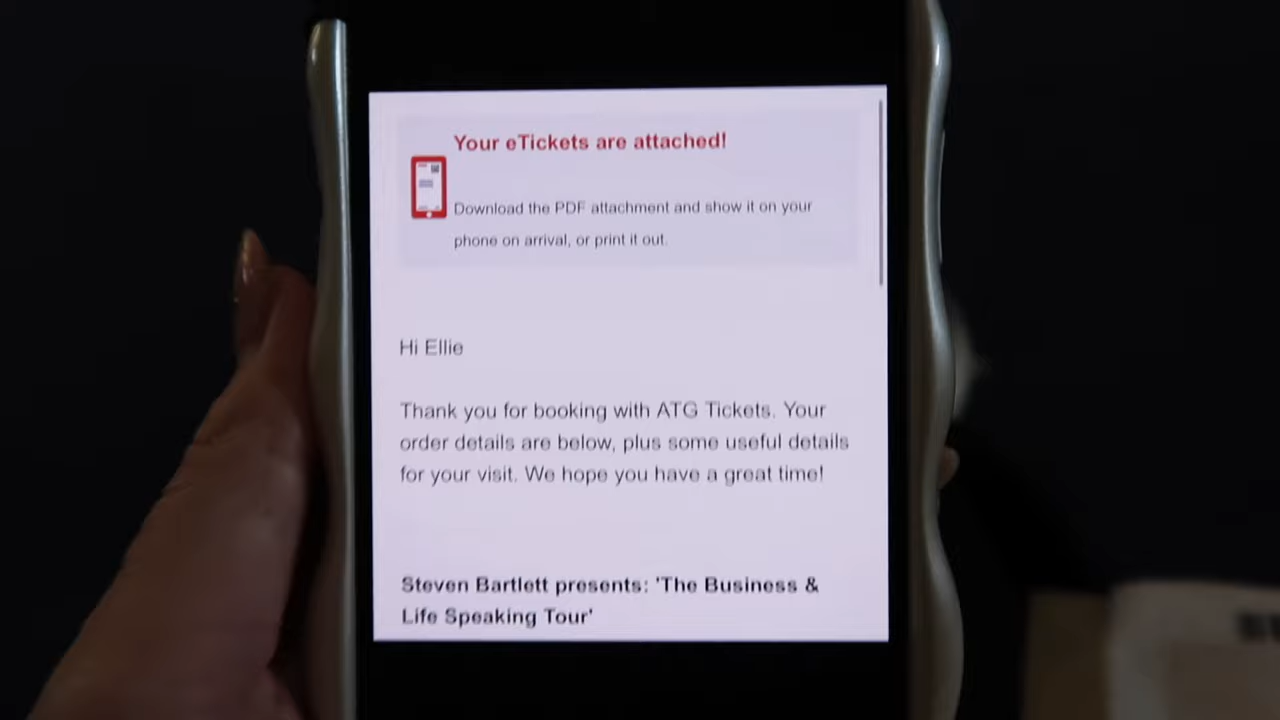 Your eTickets are attached!
Download the PDF attachment and show it on your
phone on arrival, or print it out.
Hi Ellie
Thank you for booking with ATG Tickets. Your
order details are below, plus some useful details
for your visit. We hope you have a great time!
Steven Bartlett presents: 'The Business &
Life Speaking Tour'